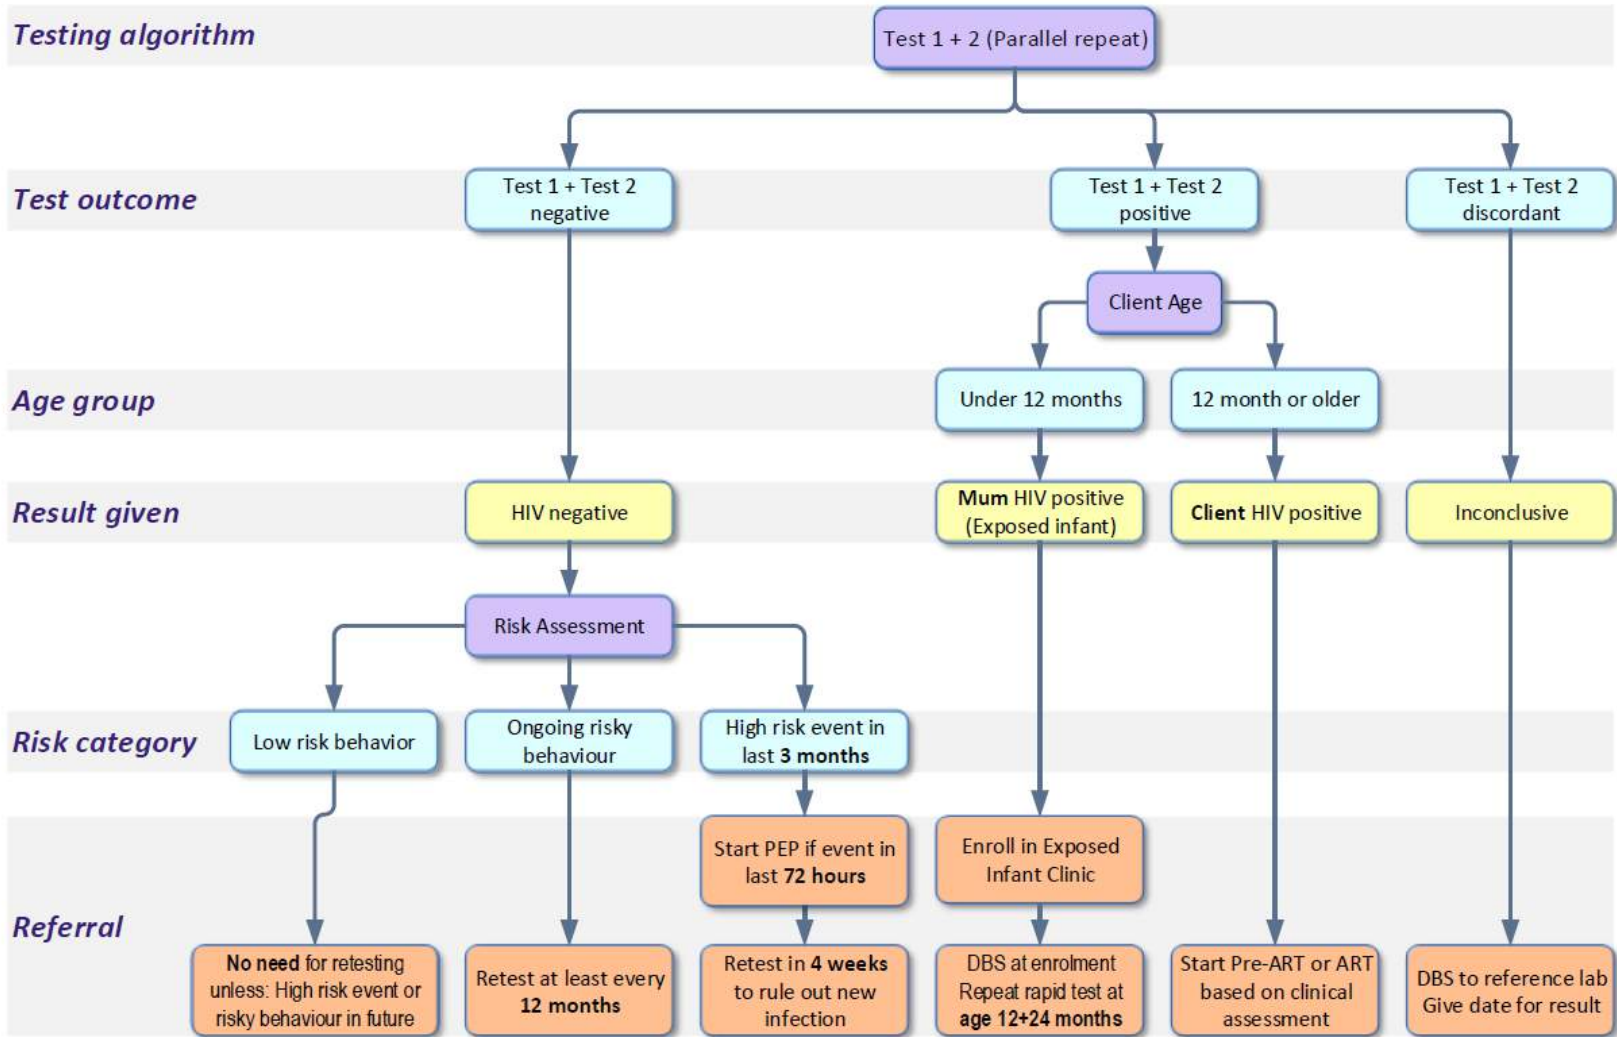 Testing algorithm
Test 1 + 2 (Parallel repeat)
Test outcome
Test 1 + Test 2
negative
Test 1 + Test 2
positive
Test 1 + Test 2
discordant
Client Age
Age group
Under 12 months
12 month or older
Result given
HIV negative
Mum HIV positive
(Exposed infant)
Client HIV positive
Inconclusive
Risk Assessment
Risk category
Low risk behavior
Ongoing risky
behaviour
High risk event in
last 3 months
Referral
Start PEP if event in
last 72 hours
Enroll in Exposed
Infant Clinic
No need for retesting
unless: High risk event or
risky behaviour in future
Retest at least every
12 months
Retest in 4 weeks
to rule out new
infection
DBS at enrolment
Repeat rapid test at
age 12+24 months
Start Pre-ART or ART
based on clinical
assessment
DBS to reference lab
Give date for result